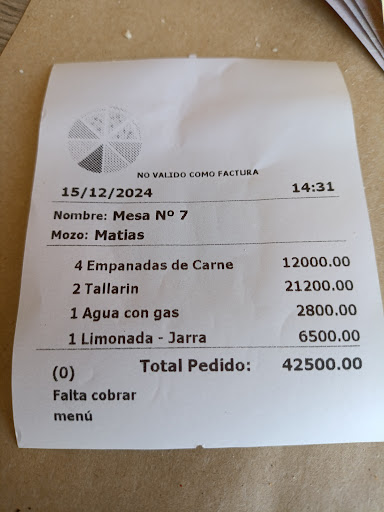 NO VALIDO COMO FACTURA
15/12/2024 14:31
Nombre: Mesa Nº 7
Mozo: Matias
4 Empanadas de Carne 12000.00
2 Tallarin 21200.00
1 Agua con gas 2800.00
1 Limonada - Jarra 6500.00
(0) Total Pedido: 42500.00
Falta cobrar
menú